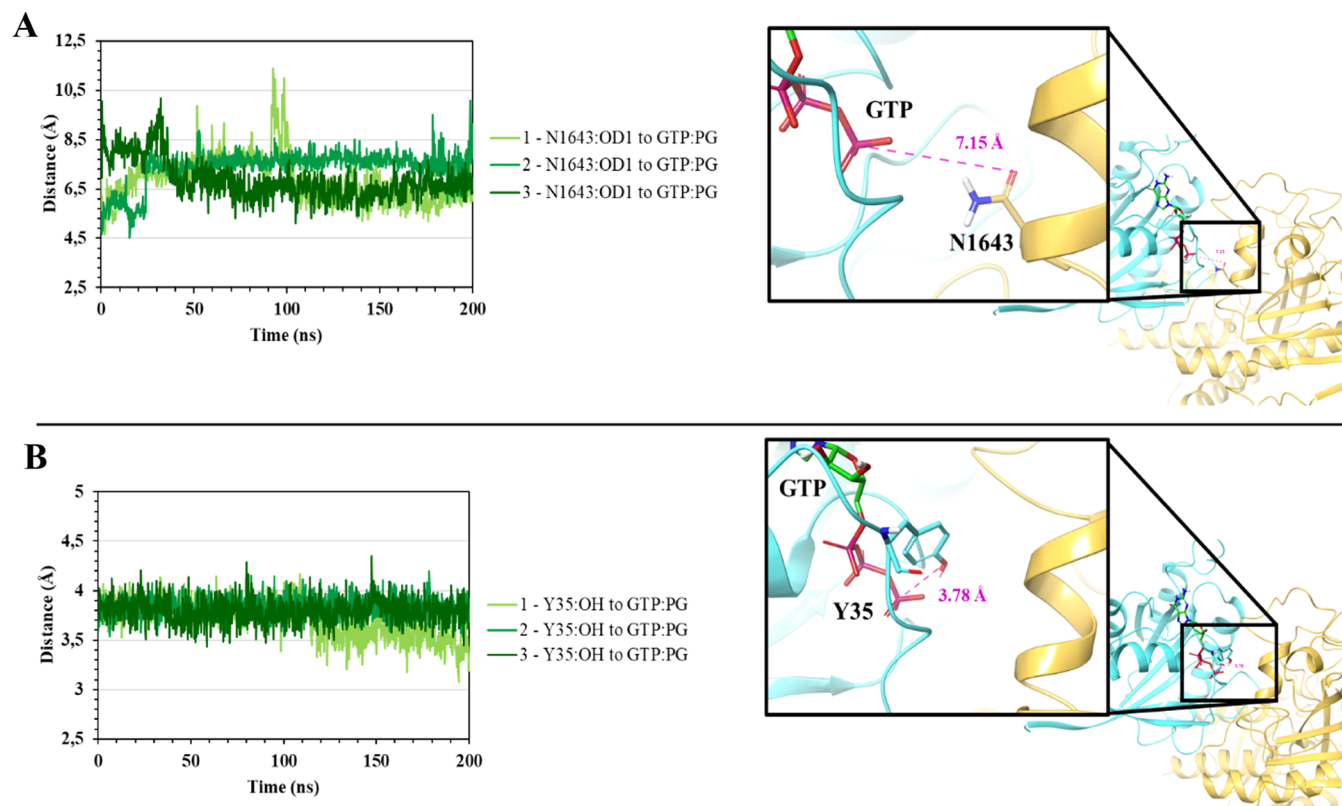 A
12,5
10,5
8,5
6,5
4,5
2,5
Distance (Å)
0
50
100
150
200
Time (ns)
1 - N1643:OD1 to GTP:PG
2 - N1643:OD1 to GTP:PG
3 - N1643:OD1 to GTP:PG
GTP
7.15 Å
N1643
B
5
4,5
4
3,5
3
2,5
Distance (Å)
0
50
100
150
200
Time (ns)
1 - Y35:OH to GTP:PG
2 - Y35:OH to GTP:PG
3 - Y35:OH to GTP:PG
GTP
Y35
3.78 Å